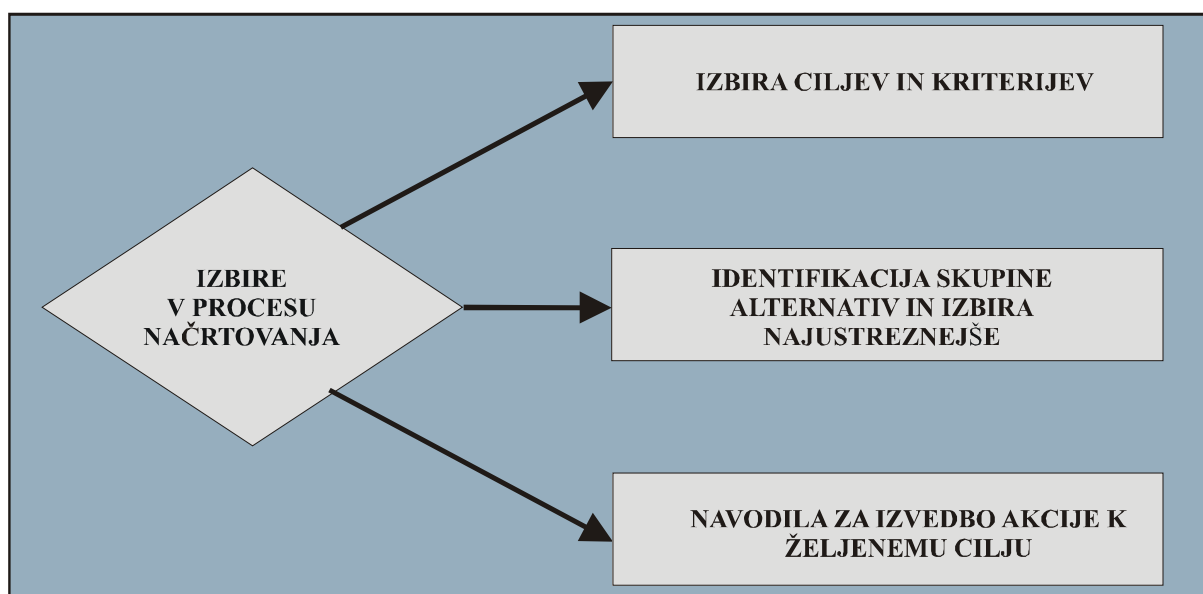 IZBIRA CILJEV IN KRITERIJEV
IZBIRE
V PROCESU
NAČRTOVANJA
IDENTIFIKACIJA SKUPINE
ALTERNATIV IN IZBIRA
NAJUSTREZNEJŠE
NAVODILA ZA IZVEDBO AKCIJE K
ŽELJENEMU CILJU